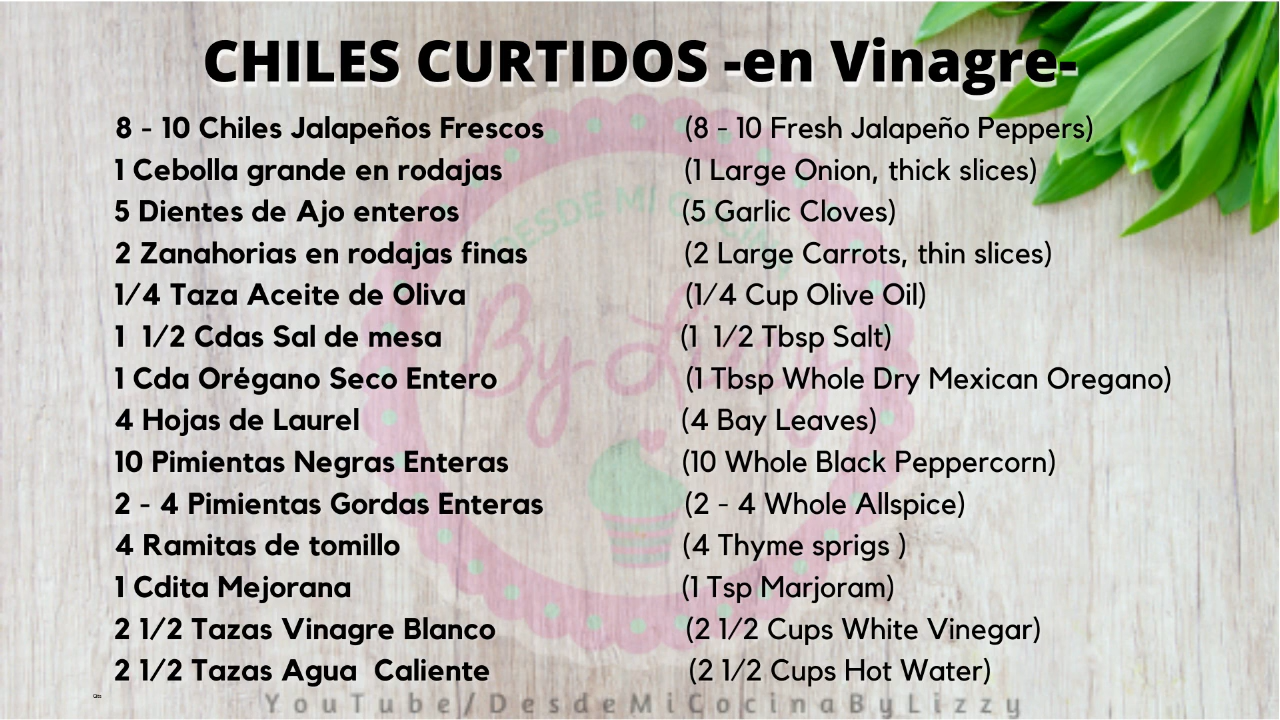 CHILES CURTIDOS -en Vinagre-
8 - 10 Chiles Jalapeños Frescos (8 - 10 Fresh Jalapeño Peppers)
1 Cebolla grande en rodajas (1 Large Onion, thick slices)
5 Dientes de Ajo enteros (5 Garlic Cloves)
2 Zanahorias en rodajas finas (2 Large Carrots, thin slices)
1/4 Taza Aceite de Oliva (1/4 Cup Olive Oil)
1 1/2 Cdas Sal de mesa (1 1/2 Tbsp Salt)
1 Cda Orégano Seco Entero (1 Tbsp Whole Dry Mexican Oregano)
4 Hojas de Laurel (4 Bay Leaves)
10 Pimientas Negras Enteras (10 Whole Black Peppercorn)
2 - 4 Pimientas Gordas Enteras (2 - 4 Whole Allspice)
4 Ramitas de tomillo (4 Thyme sprigs )
1 Cdita Mejorana (1 Tsp Marjoram)
2 1/2 Tazas Vinagre Blanco (2 1/2 Cups White Vinegar)
2 1/2 Tazas Agua Caliente (2 1/2 Cups Hot Water)
DESDE MI COCINA
By Lizzy
YouTube/DesdeMiCocinaByLizzy